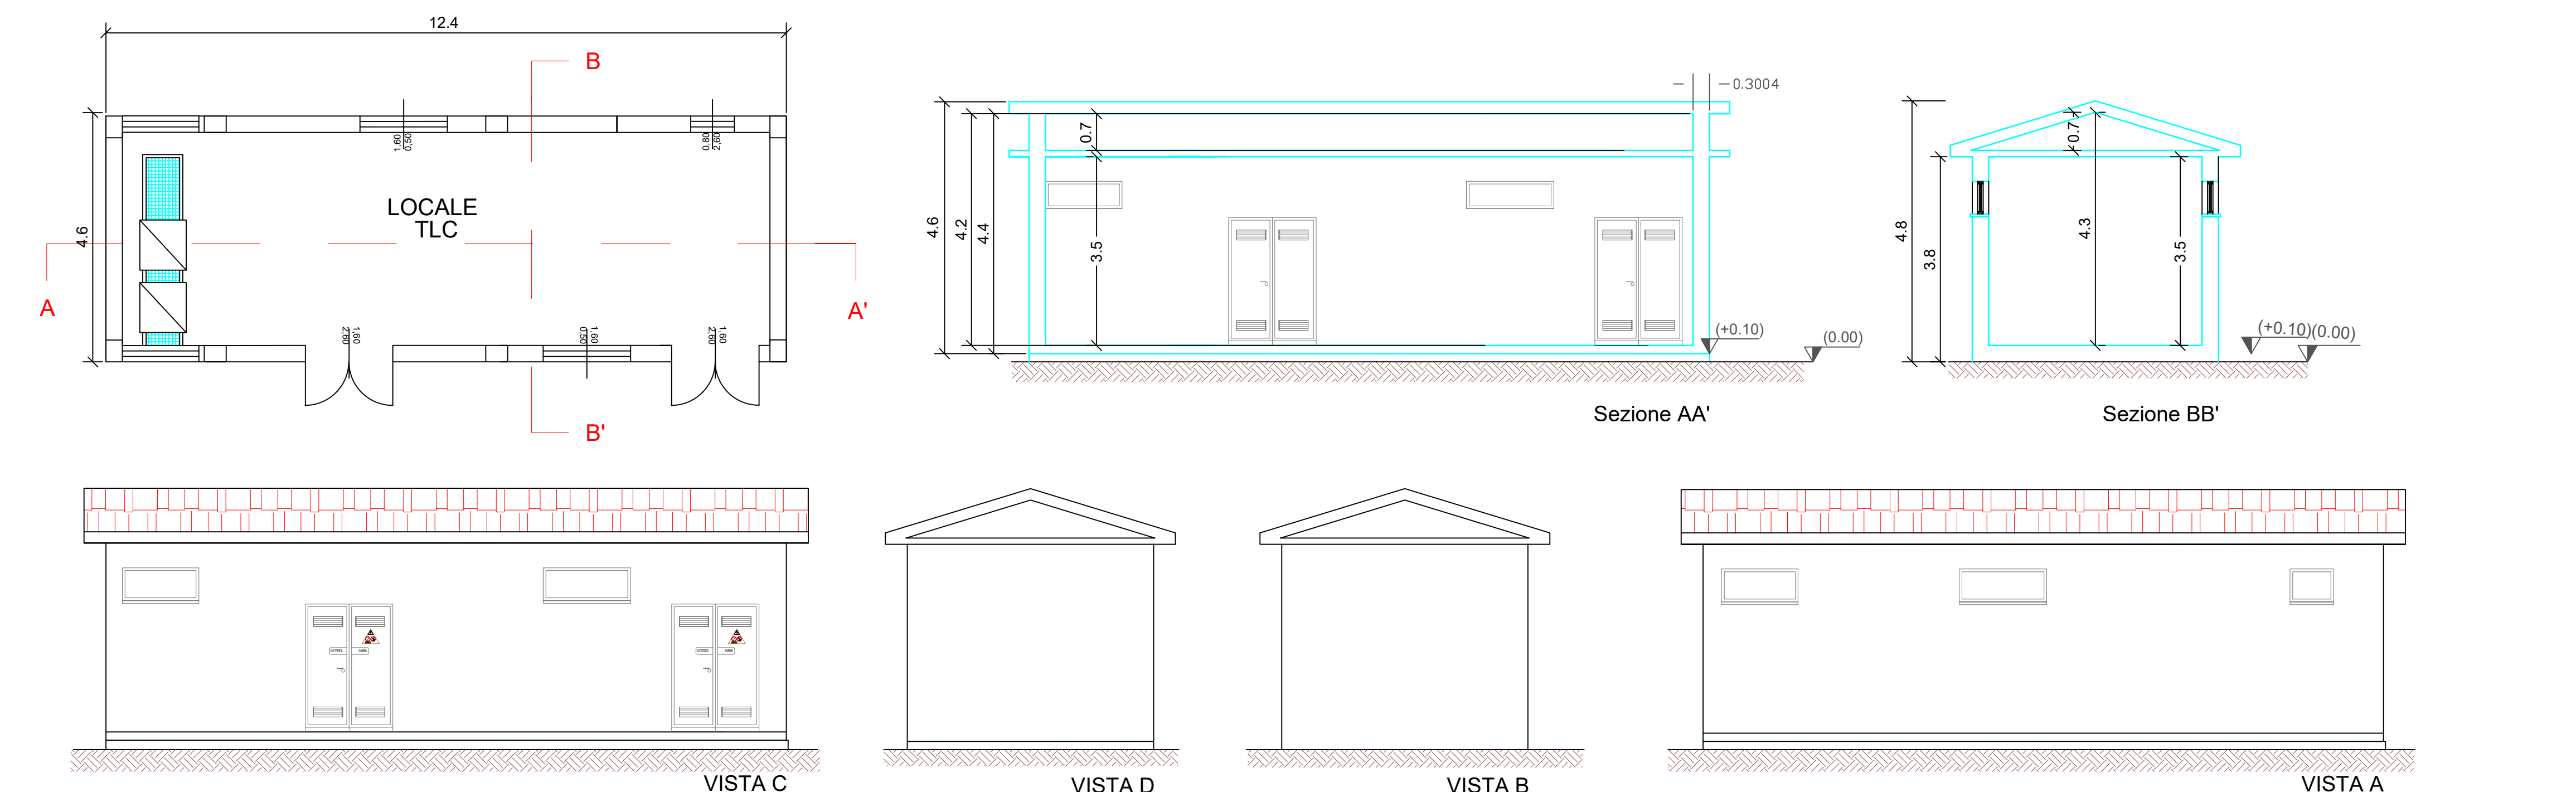 12.4
B
4.6
1,60
0,50
0,80
2,60
LOCALE
TLC
A
A'
1,60
2,60
1,60
0,50
1,60
2,60
B'
0.3004
4.6
4.2
4.4
0.7
3.5
(+0.10)
(0.00)
Sezione AA'
4.8
3.8
0.7
4.3
3.5
(+0.10)(0.00)
Sezione BB'
VISTA C
VISTA D
VISTA B
VISTA A